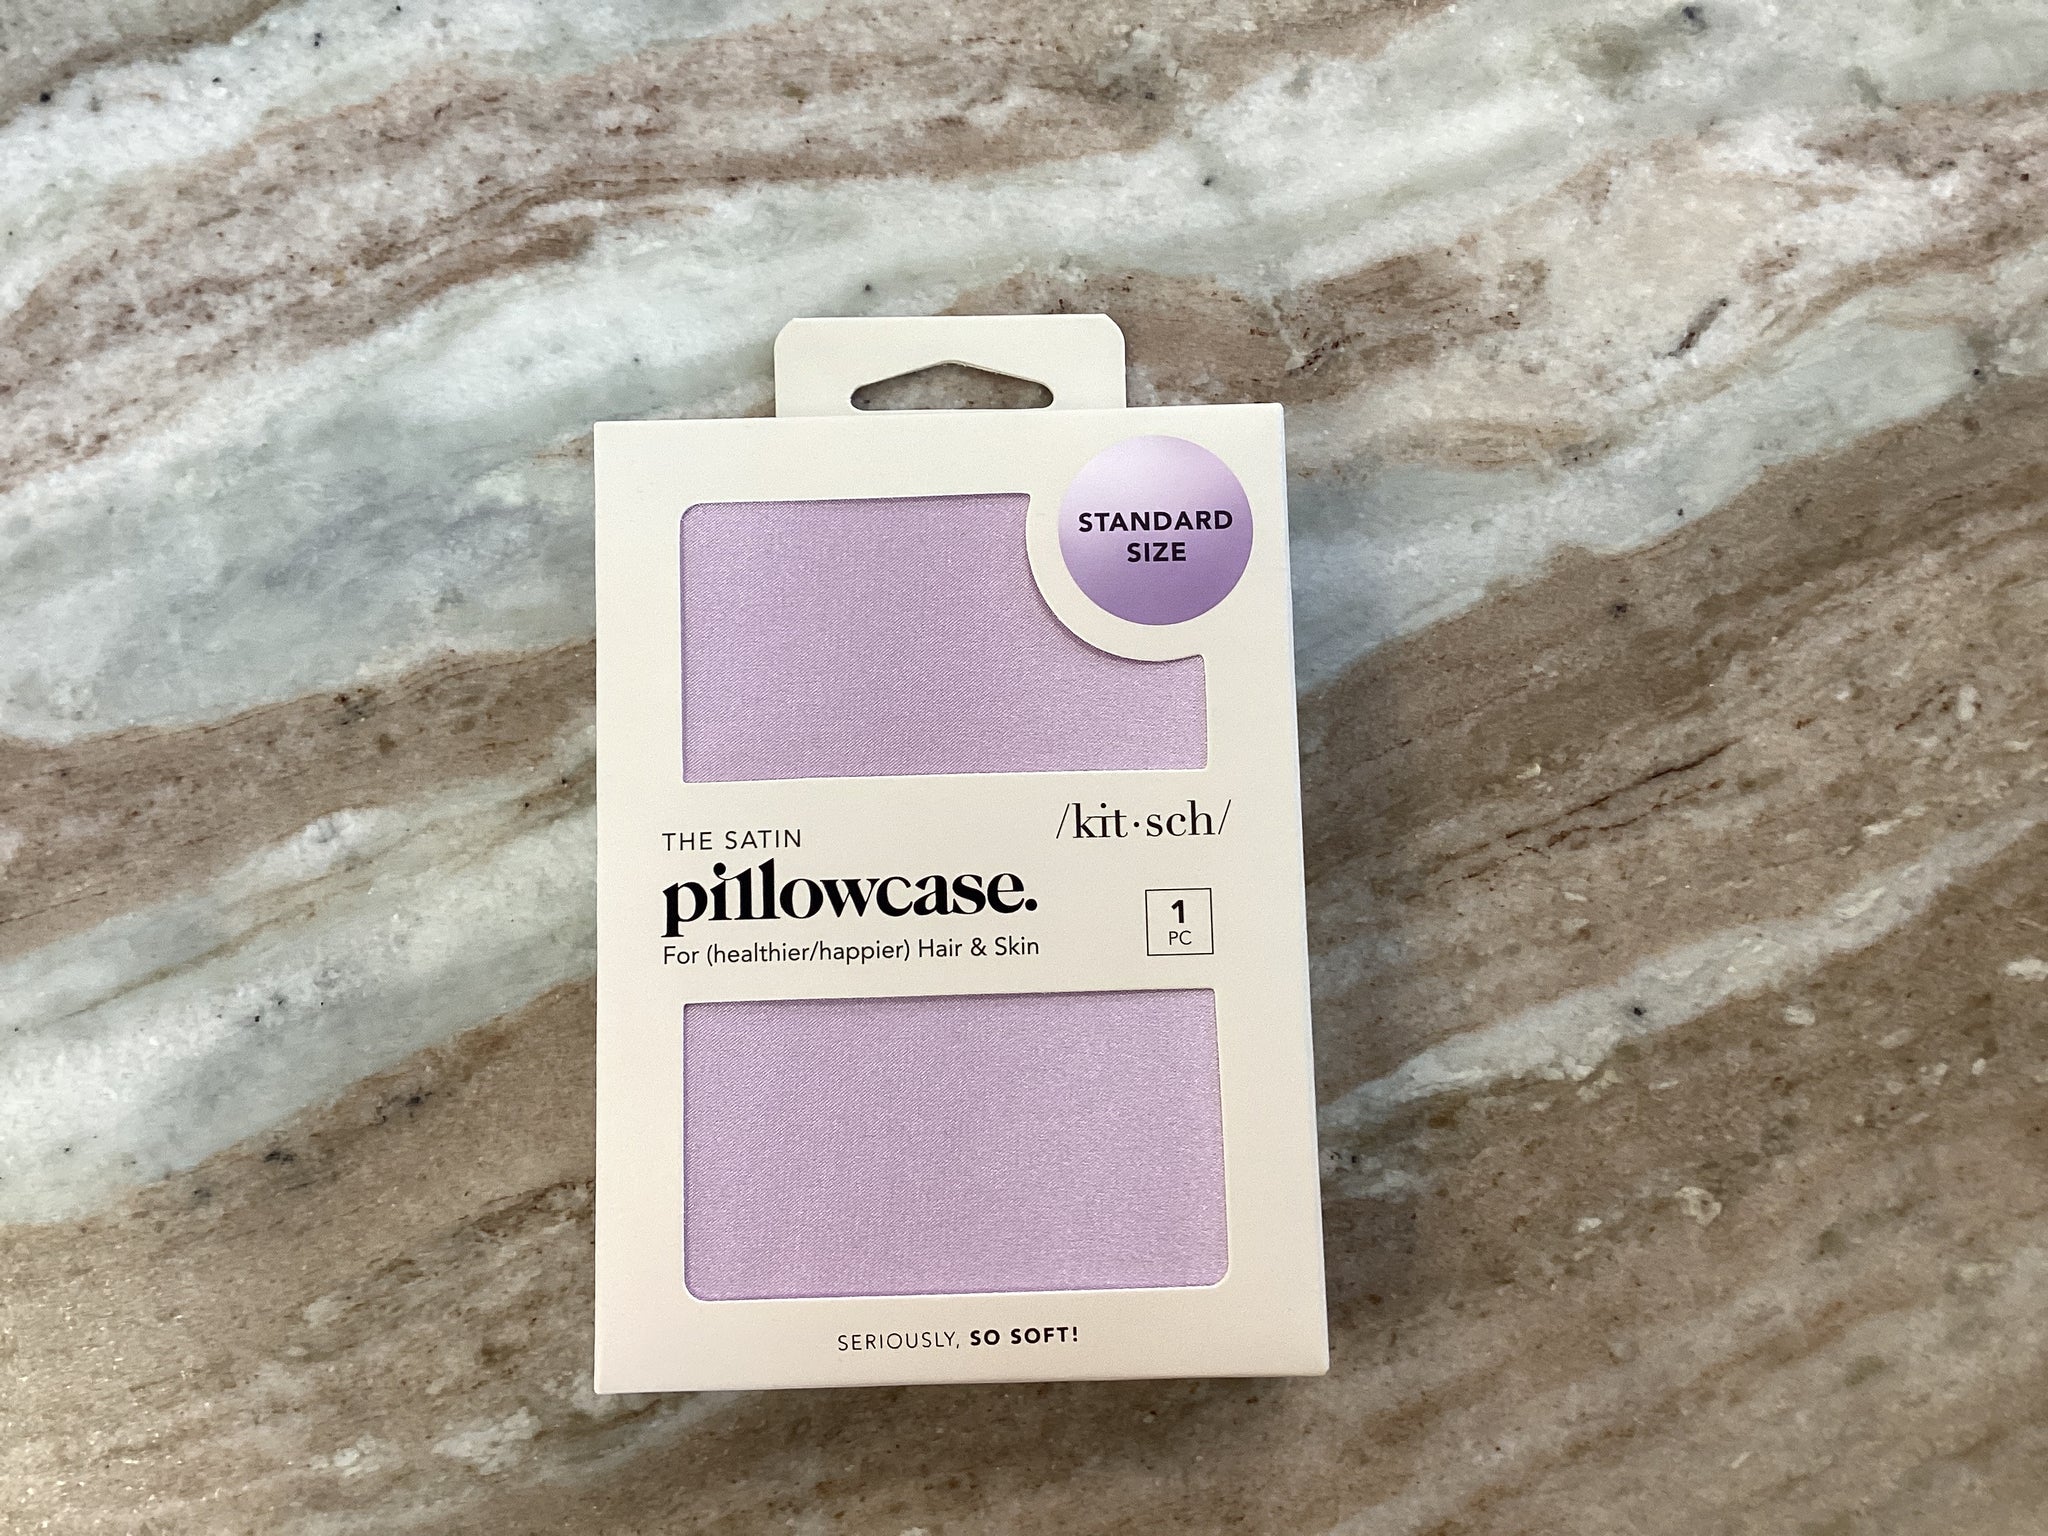 STANDARD
SIZE
/kit·sch/
THE SATIN
pillowcase.
For (healthier/happier) Hair & Skin
1
PC
SERIOUSLY, SO SOFT!